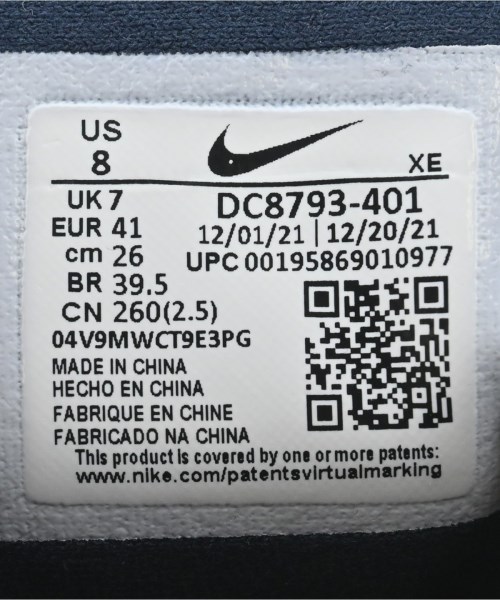 US
8
XE
UK 7
EUR 41
cm 26
BR 39.5
CN 260(2.5)
DC8793-401
12/01/21 | 12/20/21
UPC 00195869010977
04V9MWCT9E3PG
MADE IN CHINA
HECHO EN CHINA
FABRIQUE EN CHINE
FABRICADO NA CHINA
This product is covered by one or more patents:
www.nike.com/patentsvirtualmarking